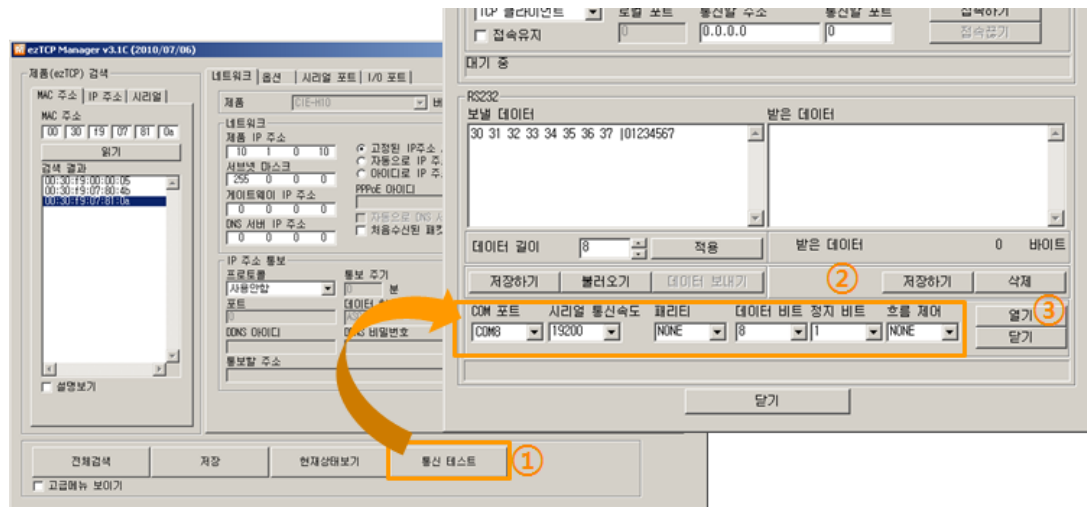 ezTCP Manager v3.1C (2010/07/06)
제품(ezTCP) 검색
MAC 주소 IP 주소 시리얼
MAC 주소
00 30 f9 07 81 0a
읽기
검색 결과
00:30:f9:00:00:05
00:30:f9:07:80:4b
00:30:f9:07:81:0a
설명보기
네트워크 옵션 시리얼 포트 I/O 포트
제품 CIE-H10
네트워크
제품 IP 주소
10 1 0 10
고정된 IP주소
서브넷 마스크
자동으로 IP 주
255 0 0 0
아이디로 IP 주
게이트웨이 IP 주소
PPPoE 아이디
0 0 0 0
DNS 서버 IP 주소
자동으로 DNS
0 0 0 0
처음수신된 패킷
IP 주소 통보
프로토콜 통보 주기
사용안함 0 분
포트
0
DDNS 아이디 DDNS 비밀번호
통보할 주소
전체검색 저장 현재상태보기 통신 테스트 ①
고급메뉴 보이기
TCP 클라이언트 로컬 포트 통신할 주소 통신할 포트 접속하기
접속유지 0 0.0.0.0 0 접속끊기
대기 중
RS232
보낼 데이터 받은 데이터
30 31 32 33 34 35 36 37 |01234567
데이터 길이 8 적용 받은 데이터 0 바이트
저장하기 불러오기 데이터 보내기 ② 저장하기 삭제
COM 포트 시리얼 통신속도 패리티 데이터 비트 정지 비트 흐름 제어 열기 ③
COM8 19200 NONE 8 1 NONE 닫기
닫기